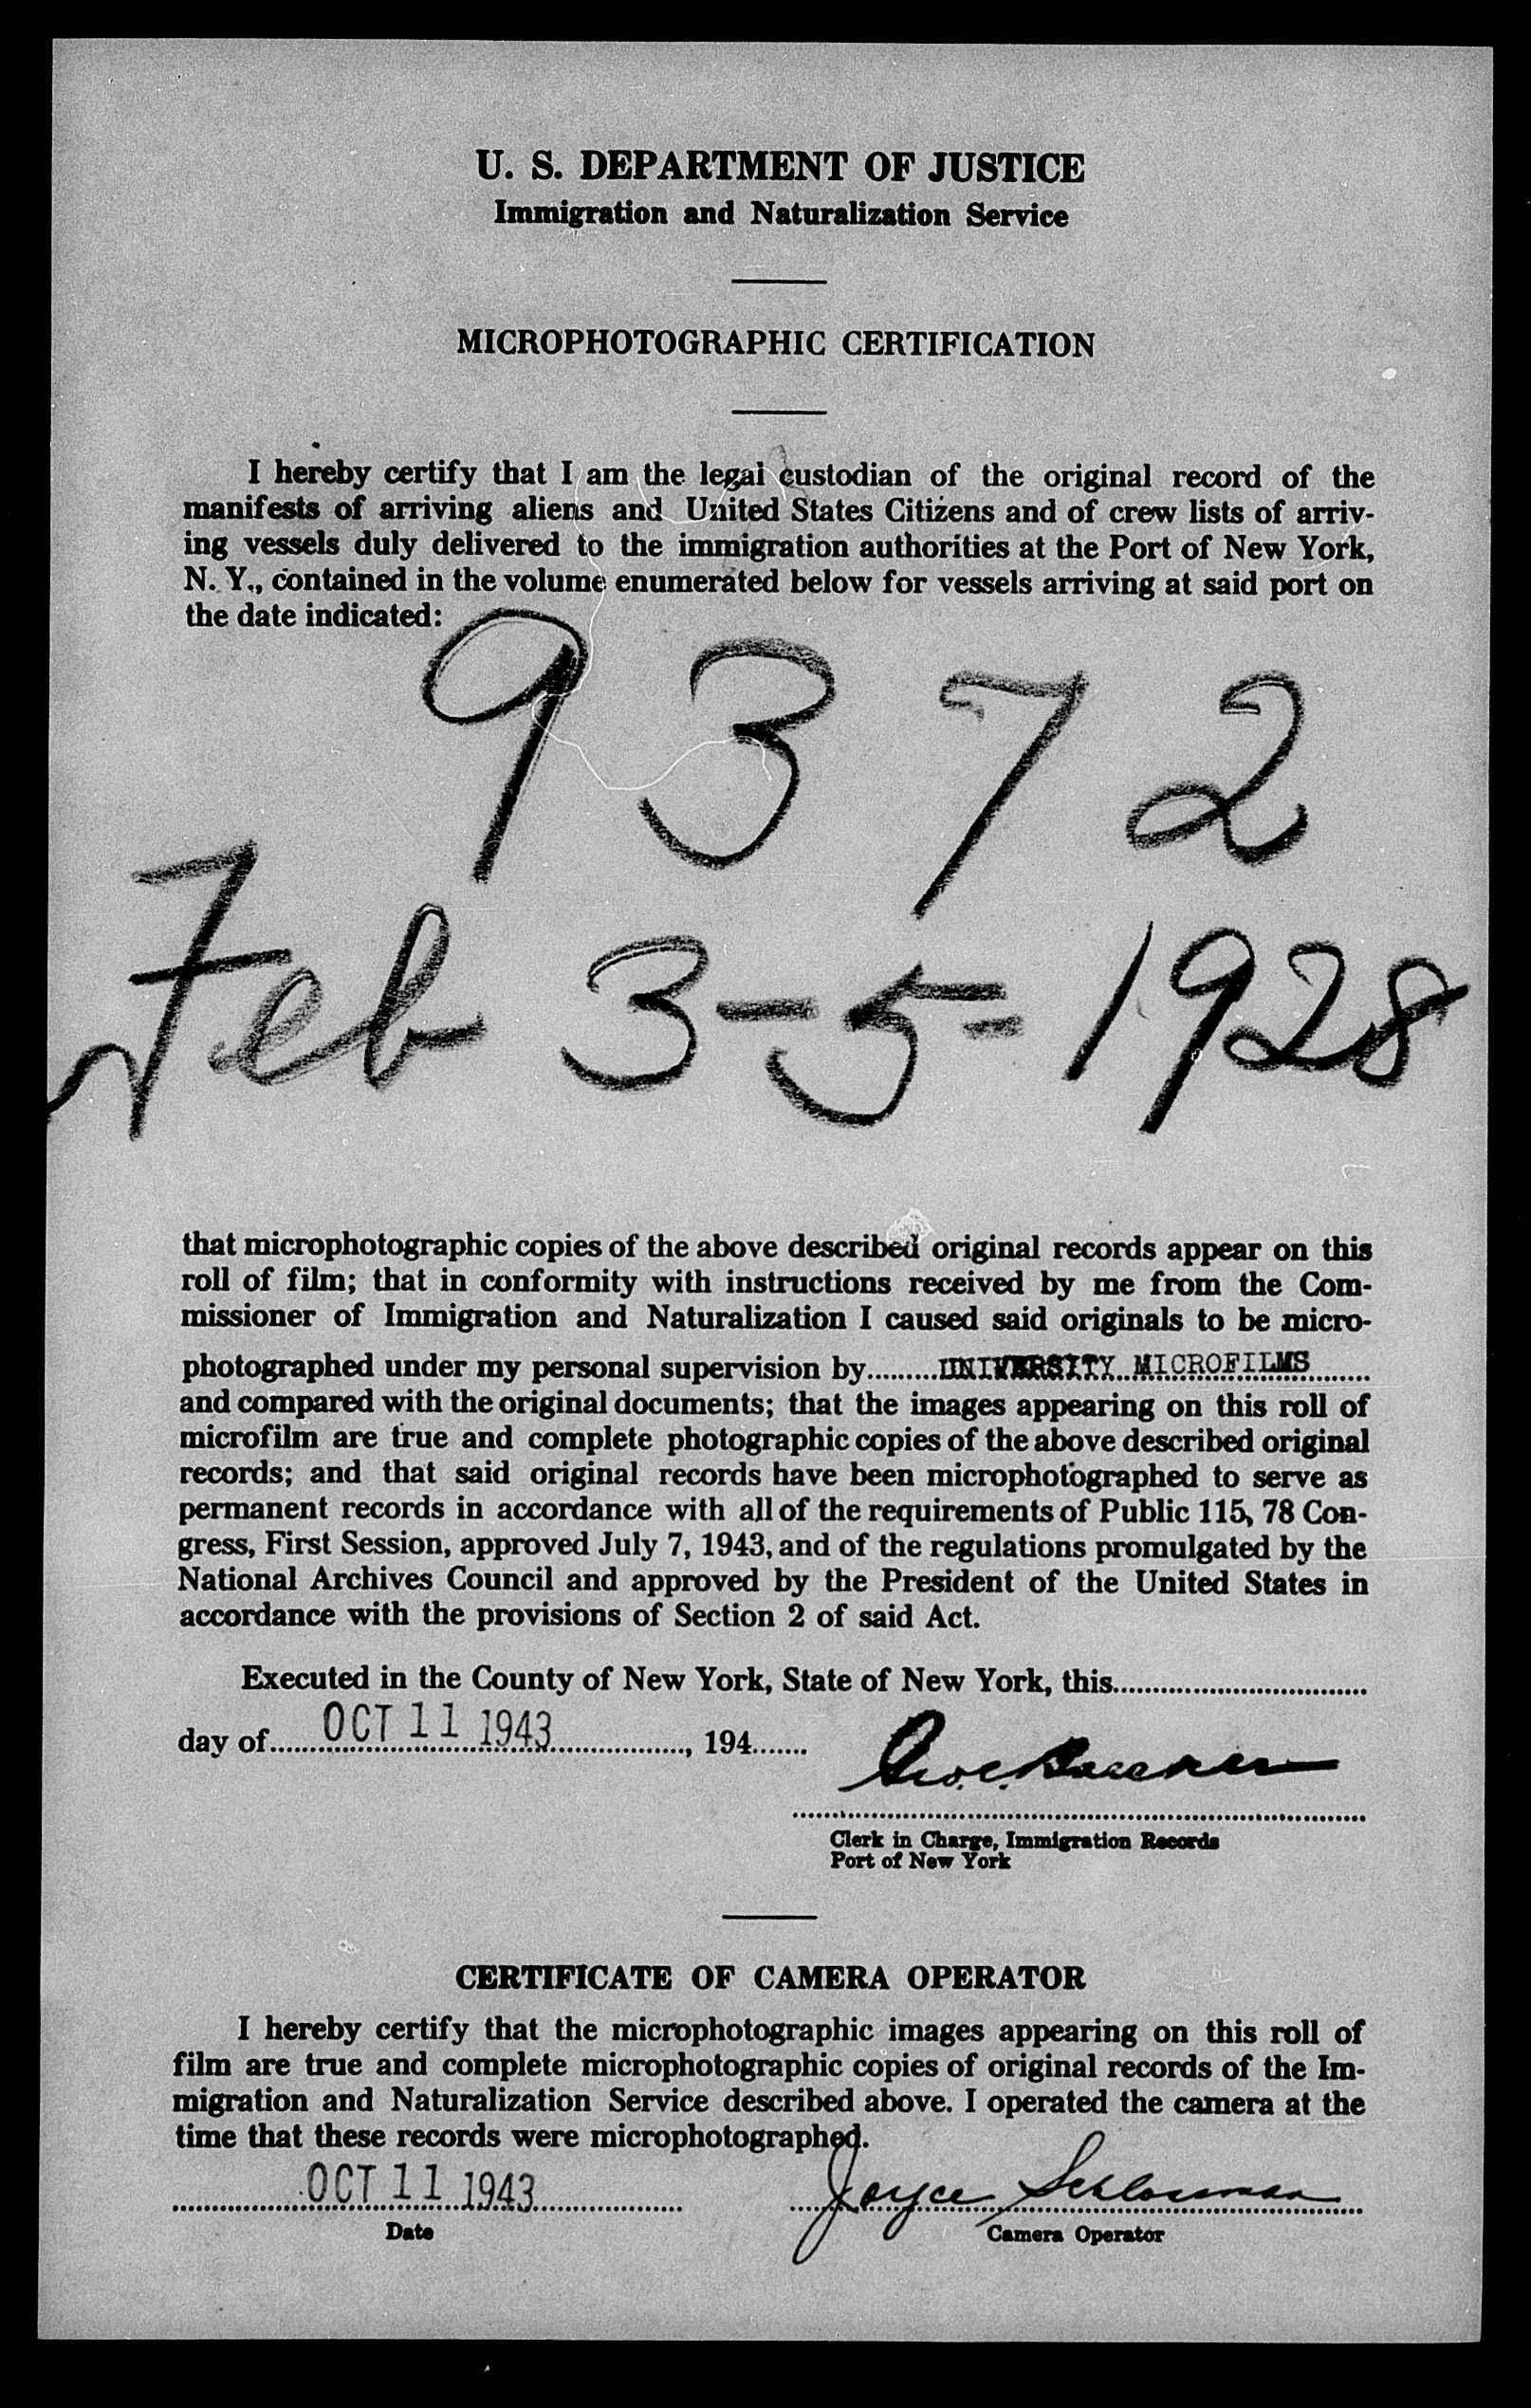 U. S. DEPARTMENT OF JUSTICE
Immigration and Naturalization Service
MICROPHOTOGRAPHIC CERTIFICATION
I hereby certify that I am the legal custodian of the original record of the
manifests of arriving aliens and United States Citizens and of crew lists of arriv-
ing vessels duly delivered to the immigration authorities at the Port of New York,
N. Y., contained in the volume enumerated below for vessels arriving at said port on
the date indicated:
9372
Feb 3-5-1928
that microphotographic copies of the above described original records appear on this
roll of film; that in conformity with instructions received by me from the Com-
missioner of Immigration and Naturalization I caused said originals to be micro-
photographed under my personal supervision by.........UNIVERSITY MICROFILMS........
and compared with the original documents; that the images appearing on this roll of
microfilm are true and complete photographic copies of the above described original
records; and that said original records have been microphotographed to serve as
permanent records in accordance with all of the requirements of Public 115, 78 Con-
gress, First Session, approved July 7, 1943, and of the regulations promulgated by the
National Archives Council and approved by the President of the United States in
accordance with the provisions of Section 2 of said Act.
Executed in the County of New York, State of New York, this................................
day of......OCT 11 1943................., 194.......
Clerk in Charge, Immigration Records
Port of New York
CERTIFICATE OF CAMERA OPERATOR
I hereby certify that the microphotographic images appearing on this roll of
film are true and complete microphotographic copies of original records of the Im-
migration and Naturalization Service described above. I operated the camera at the
time that these records were microphotographed.
OCT 11 1943 Joyce
Date Camera Operator